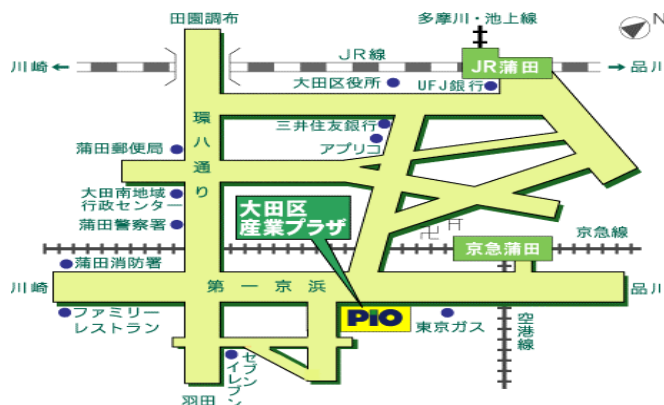 田園調布
多摩川・池上線
N
JR線
川崎←
JR蒲田
→品川
大田区役所
UFJ銀行
環八通り
三井住友銀行
アプリコ
蒲田郵便局
大田南地域
行政センター
蒲田警察署
大田区
産業プラザ
卍
京急蒲田
京急線
蒲田消防署
川崎
第一京浜
品川
ファミリー
レストラン
PiO
東京ガス
空港線
セブン
イレブン
羽田